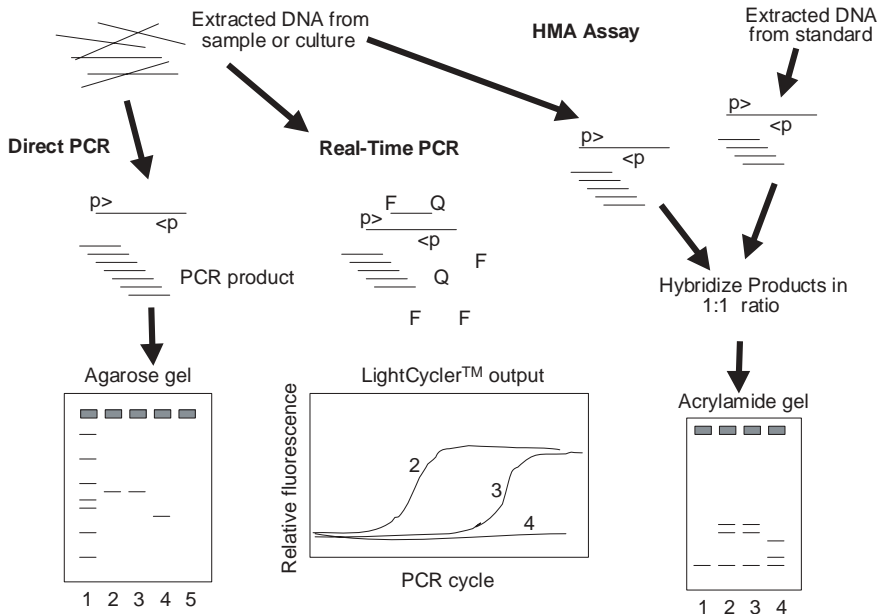 Extracted DNA from
sample or culture
HMA Assay
Extracted DNA
from standard
Direct PCR
Real-Time PCR
p>
<p
PCR product
F Q
p>
<p
F
Q
F F
p>
<p
p>
<p
Hybridize Products in
1:1 ratio
Agarose gel
1 2 3 4 5
LightCycler™ output
Relative fluorescence
2
3
4
PCR cycle
Acrylamide gel
1 2 3 4